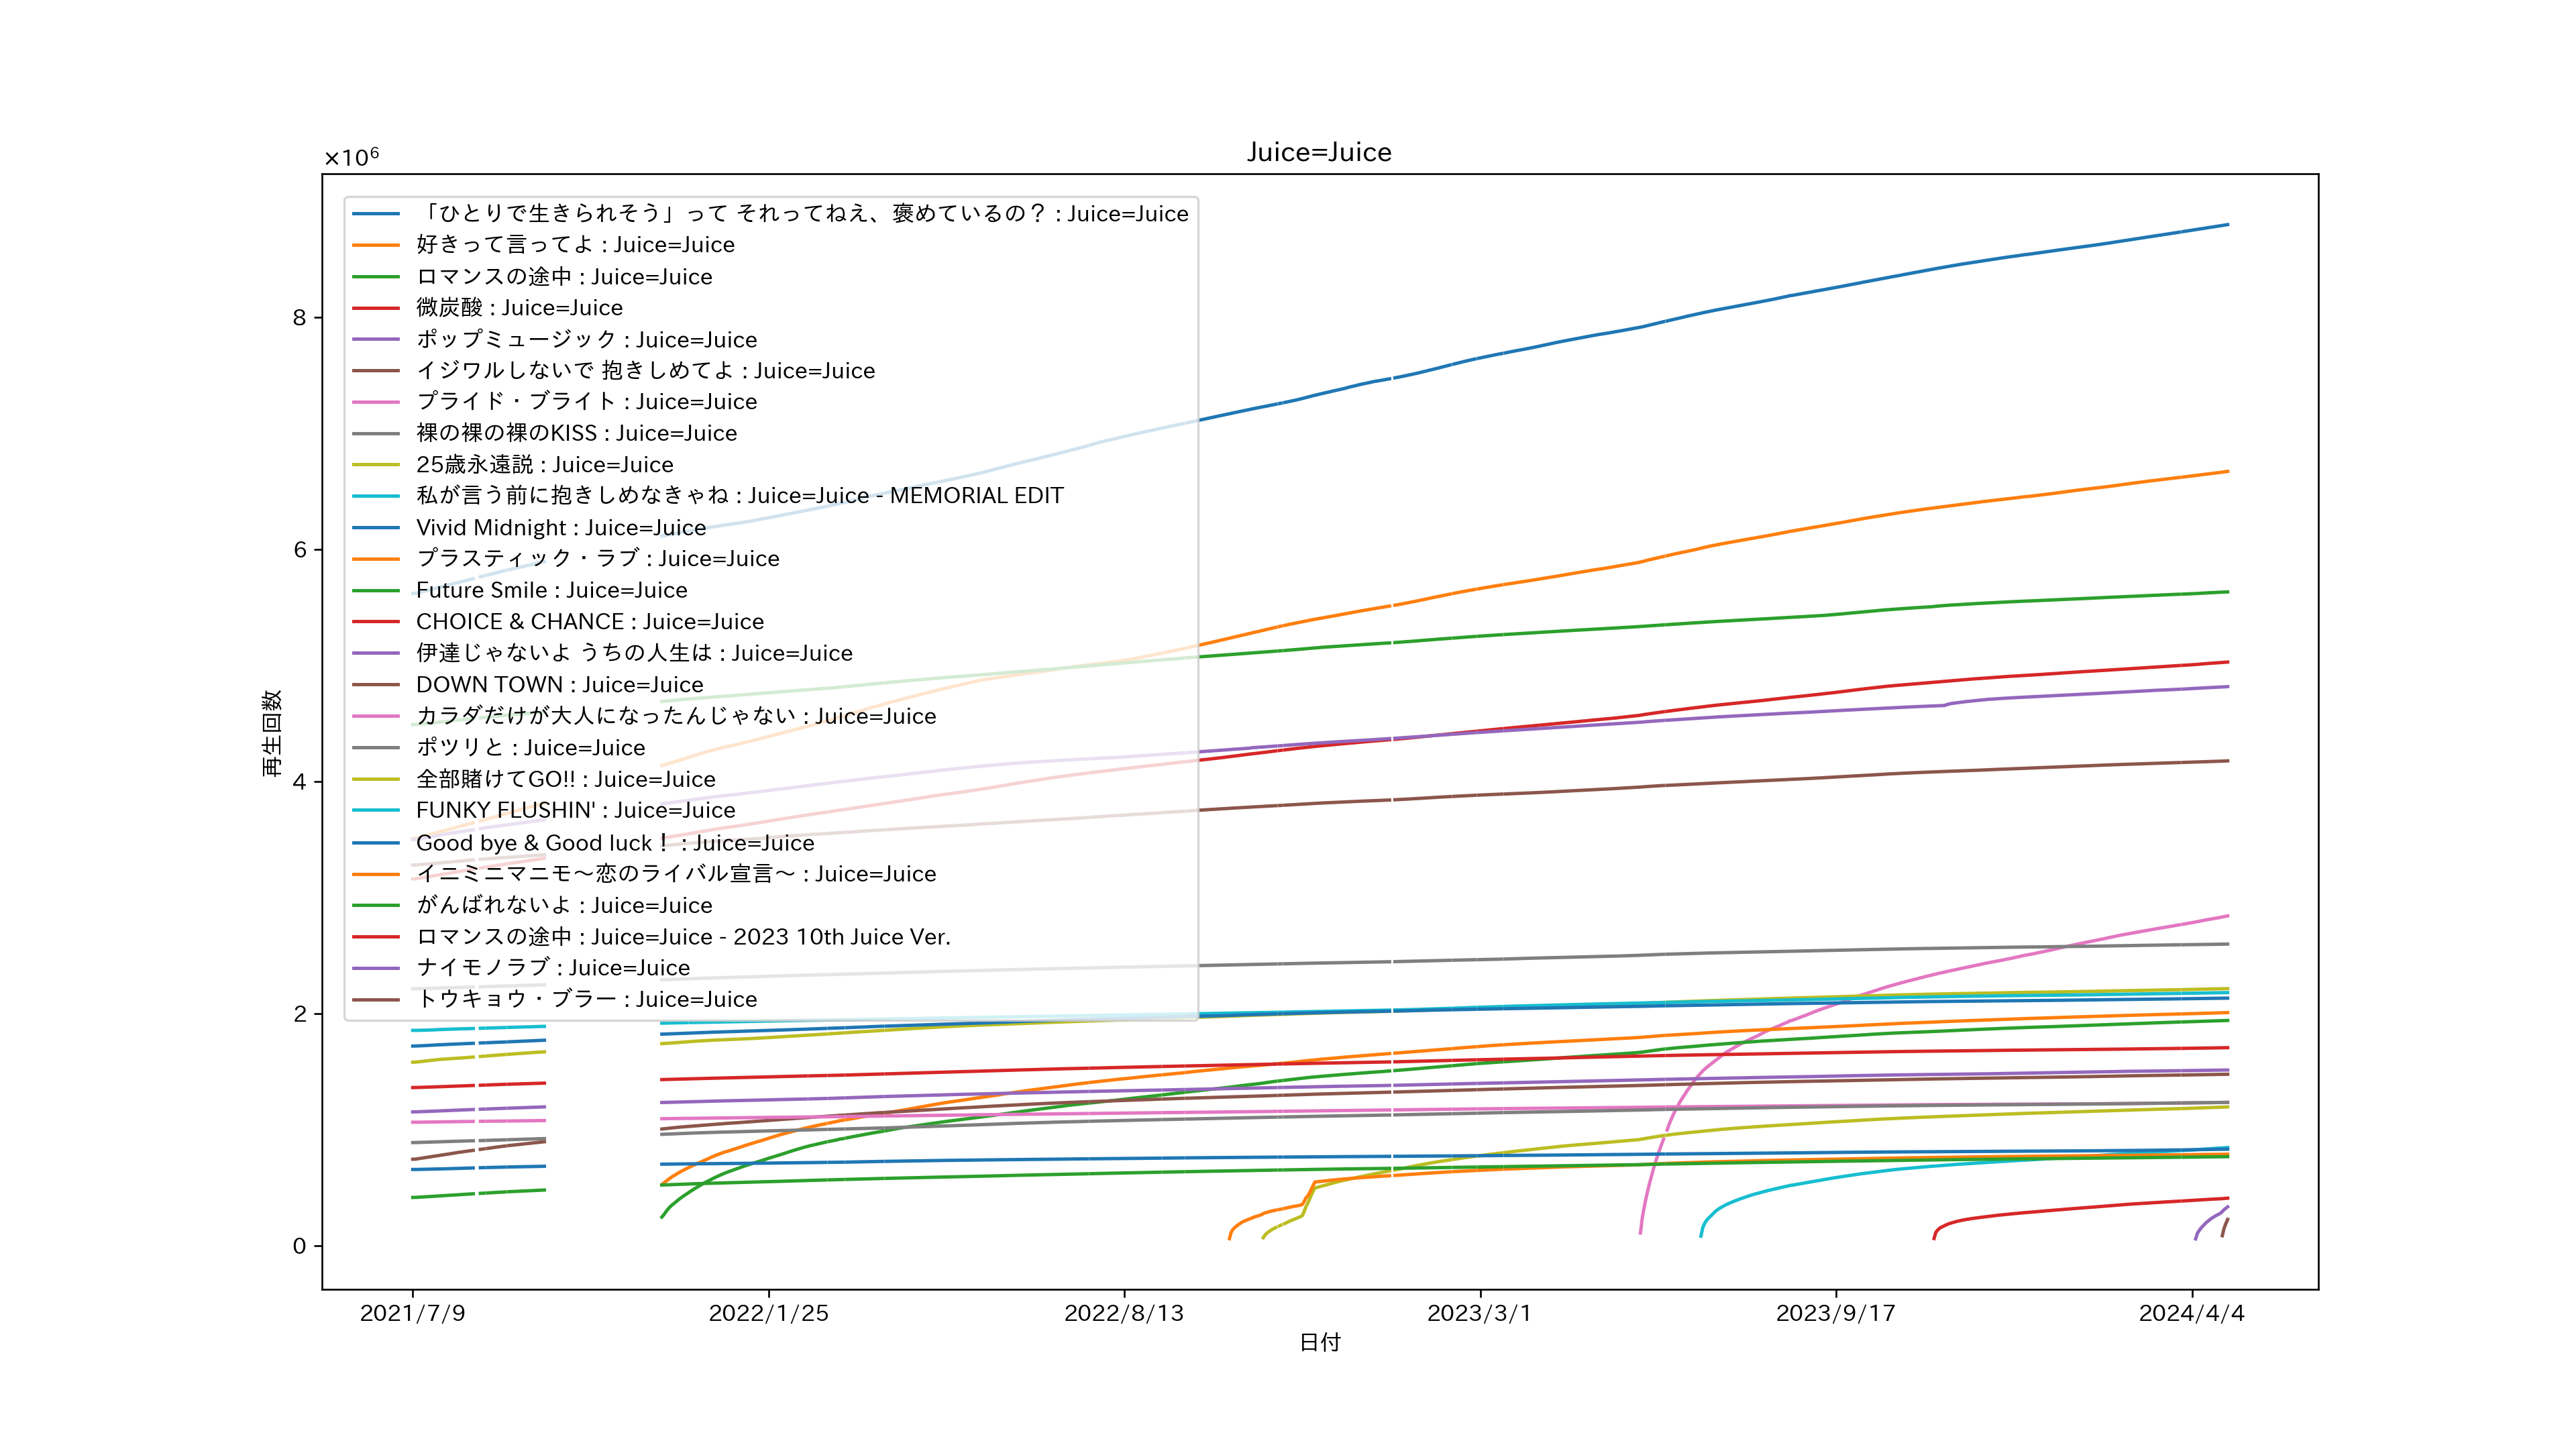 Juice=Juice
×10⁶
「ひとりで生きられそう」って それってねえ、褒めているの？ : Juice=Juice
好きって言ってよ : Juice=Juice
ロマンスの途中 : Juice=Juice
微炭酸 : Juice=Juice
ポップミュージック : Juice=Juice
イジワルしないで 抱きしめてよ : Juice=Juice
プライド・ブライト : Juice=Juice
裸の裸の裸のKISS : Juice=Juice
25歳永遠説 : Juice=Juice
私が言う前に抱きしめなきゃね : Juice=Juice - MEMORIAL EDIT
Vivid Midnight : Juice=Juice
プラスティック・ラブ : Juice=Juice
Future Smile : Juice=Juice
CHOICE & CHANCE : Juice=Juice
伊達じゃないよ うちの人生は : Juice=Juice
DOWN TOWN : Juice=Juice
カラダだけが大人になったんじゃない : Juice=Juice
ポツリと : Juice=Juice
全部賭けてGO!! : Juice=Juice
FUNKY FLUSHIN' : Juice=Juice
Good bye & Good luck！ : Juice=Juice
イニミニマニモ～恋のライバル宣言～ : Juice=Juice
がんばれないよ : Juice=Juice
ロマンスの途中 : Juice=Juice - 2023 10th Juice Ver.
ナイモノラブ : Juice=Juice
トウキョウ・ブラー : Juice=Juice
8
6
4
2
0
再生回数
2021/7/9
2022/1/25
2022/8/13
2023/3/1
2023/9/17
2024/4/4
日付